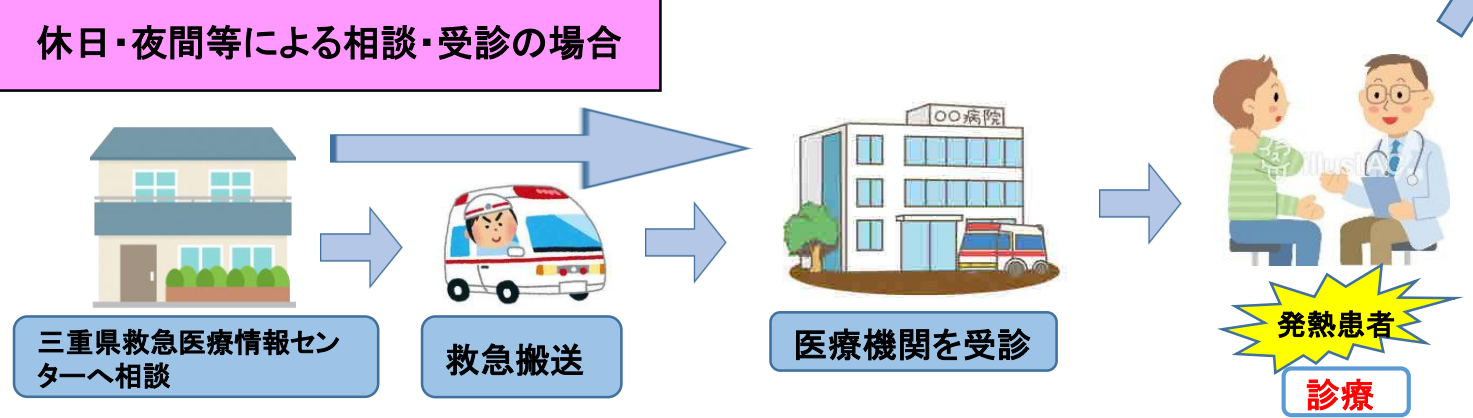 休日・夜間等による相談・受診の場合
〇〇病院
illust AC
三重県救急医療情報セン
ターへ相談
救急搬送
医療機関を受診
発熱患者
診療